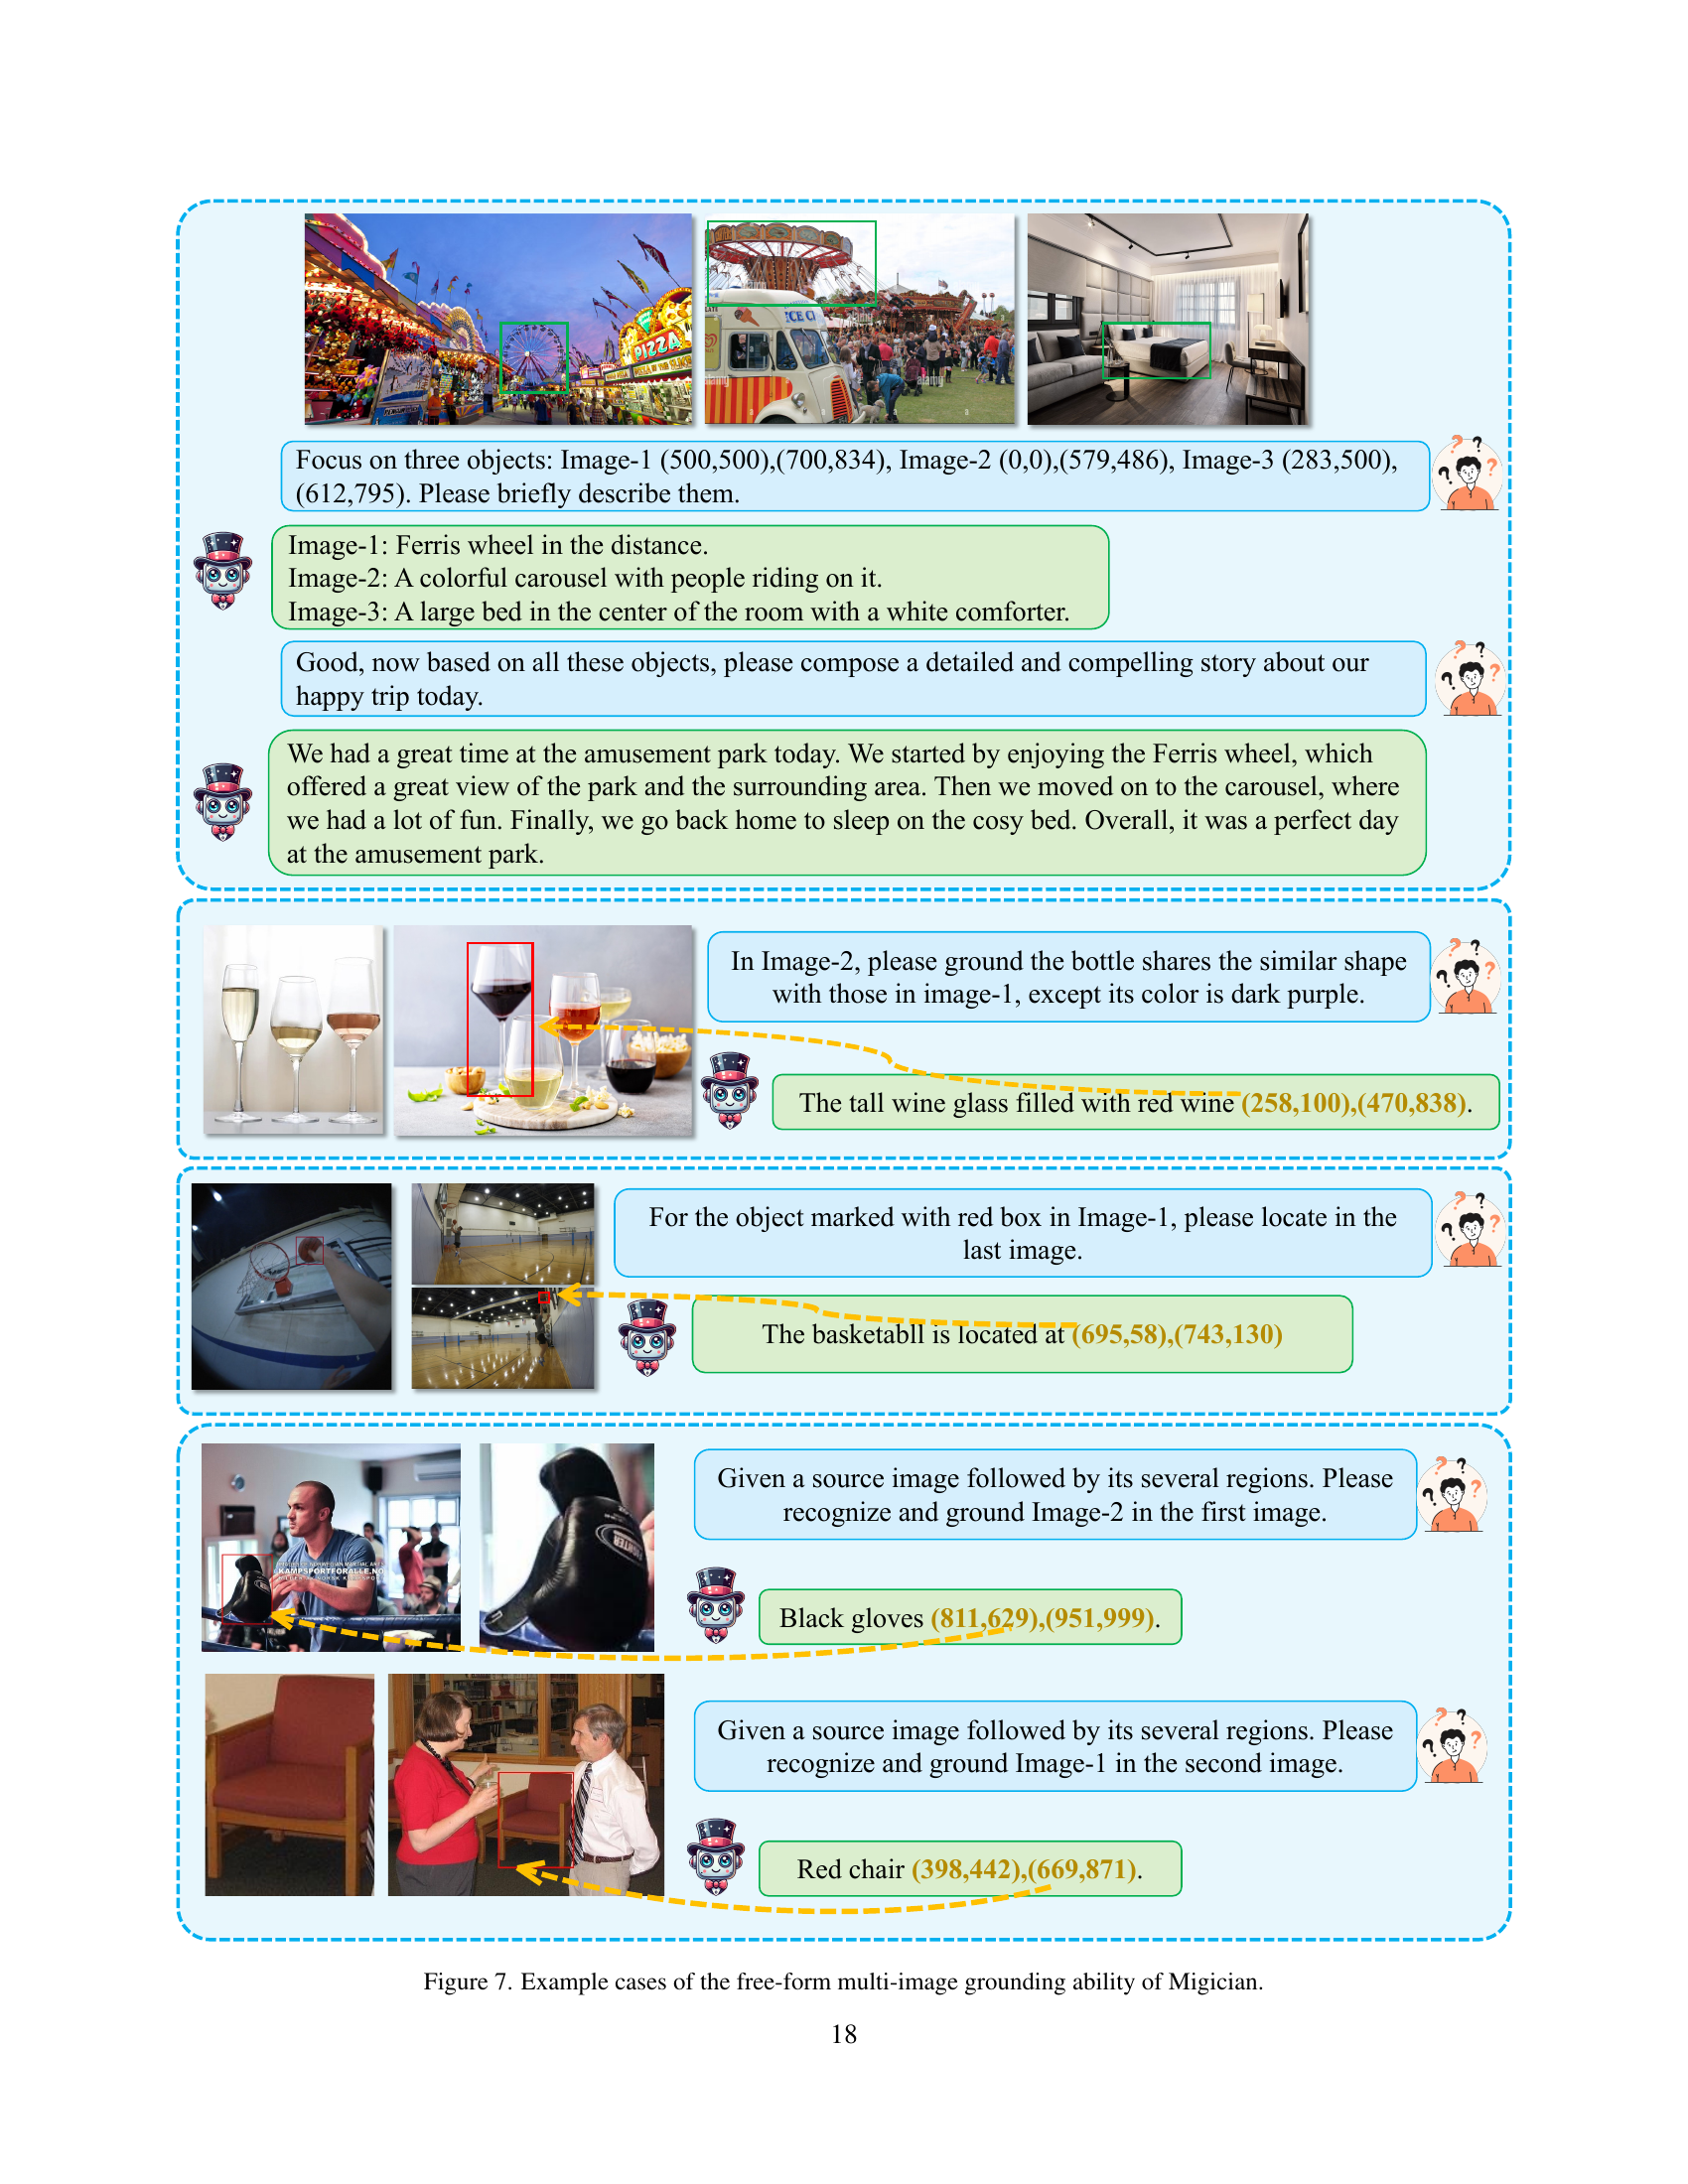 PIZZA
ICE C
alamy
alamy
Focus on three objects: Image-1 (500,500),(700,834), Image-2 (0,0),(579,486), Image-3 (283,500),
(612,795). Please briefly describe them.
Image-1: Ferris wheel in the distance.
Image-2: A colorful carousel with people riding on it.
Image-3: A large bed in the center of the room with a white comforter.
Good, now based on all these objects, please compose a detailed and compelling story about our
happy trip today.
We had a great time at the amusement park today. We started by enjoying the Ferris wheel, which
offered a great view of the park and the surrounding area. Then we moved on to the carousel, where
we had a lot of fun. Finally, we go back home to sleep on the cosy bed. Overall, it was a perfect day
at the amusement park.
In Image-2, please ground the bottle shares the similar shape
with those in image-1, except its color is dark purple.
The tall wine glass filled with red wine (258,100),(470,838).
For the object marked with red box in Image-1, please locate in the
last image.
The basketabll is located at (695,58),(743,130)
KAMPSPORTFORALLE.NO
Given a source image followed by its several regions. Please
recognize and ground Image-2 in the first image.
Black gloves (811,629),(951,999).
Given a source image followed by its several regions. Please
recognize and ground Image-1 in the second image.
Red chair (398,442),(669,871).
Figure 7. Example cases of the free-form multi-image grounding ability of Migician.
18